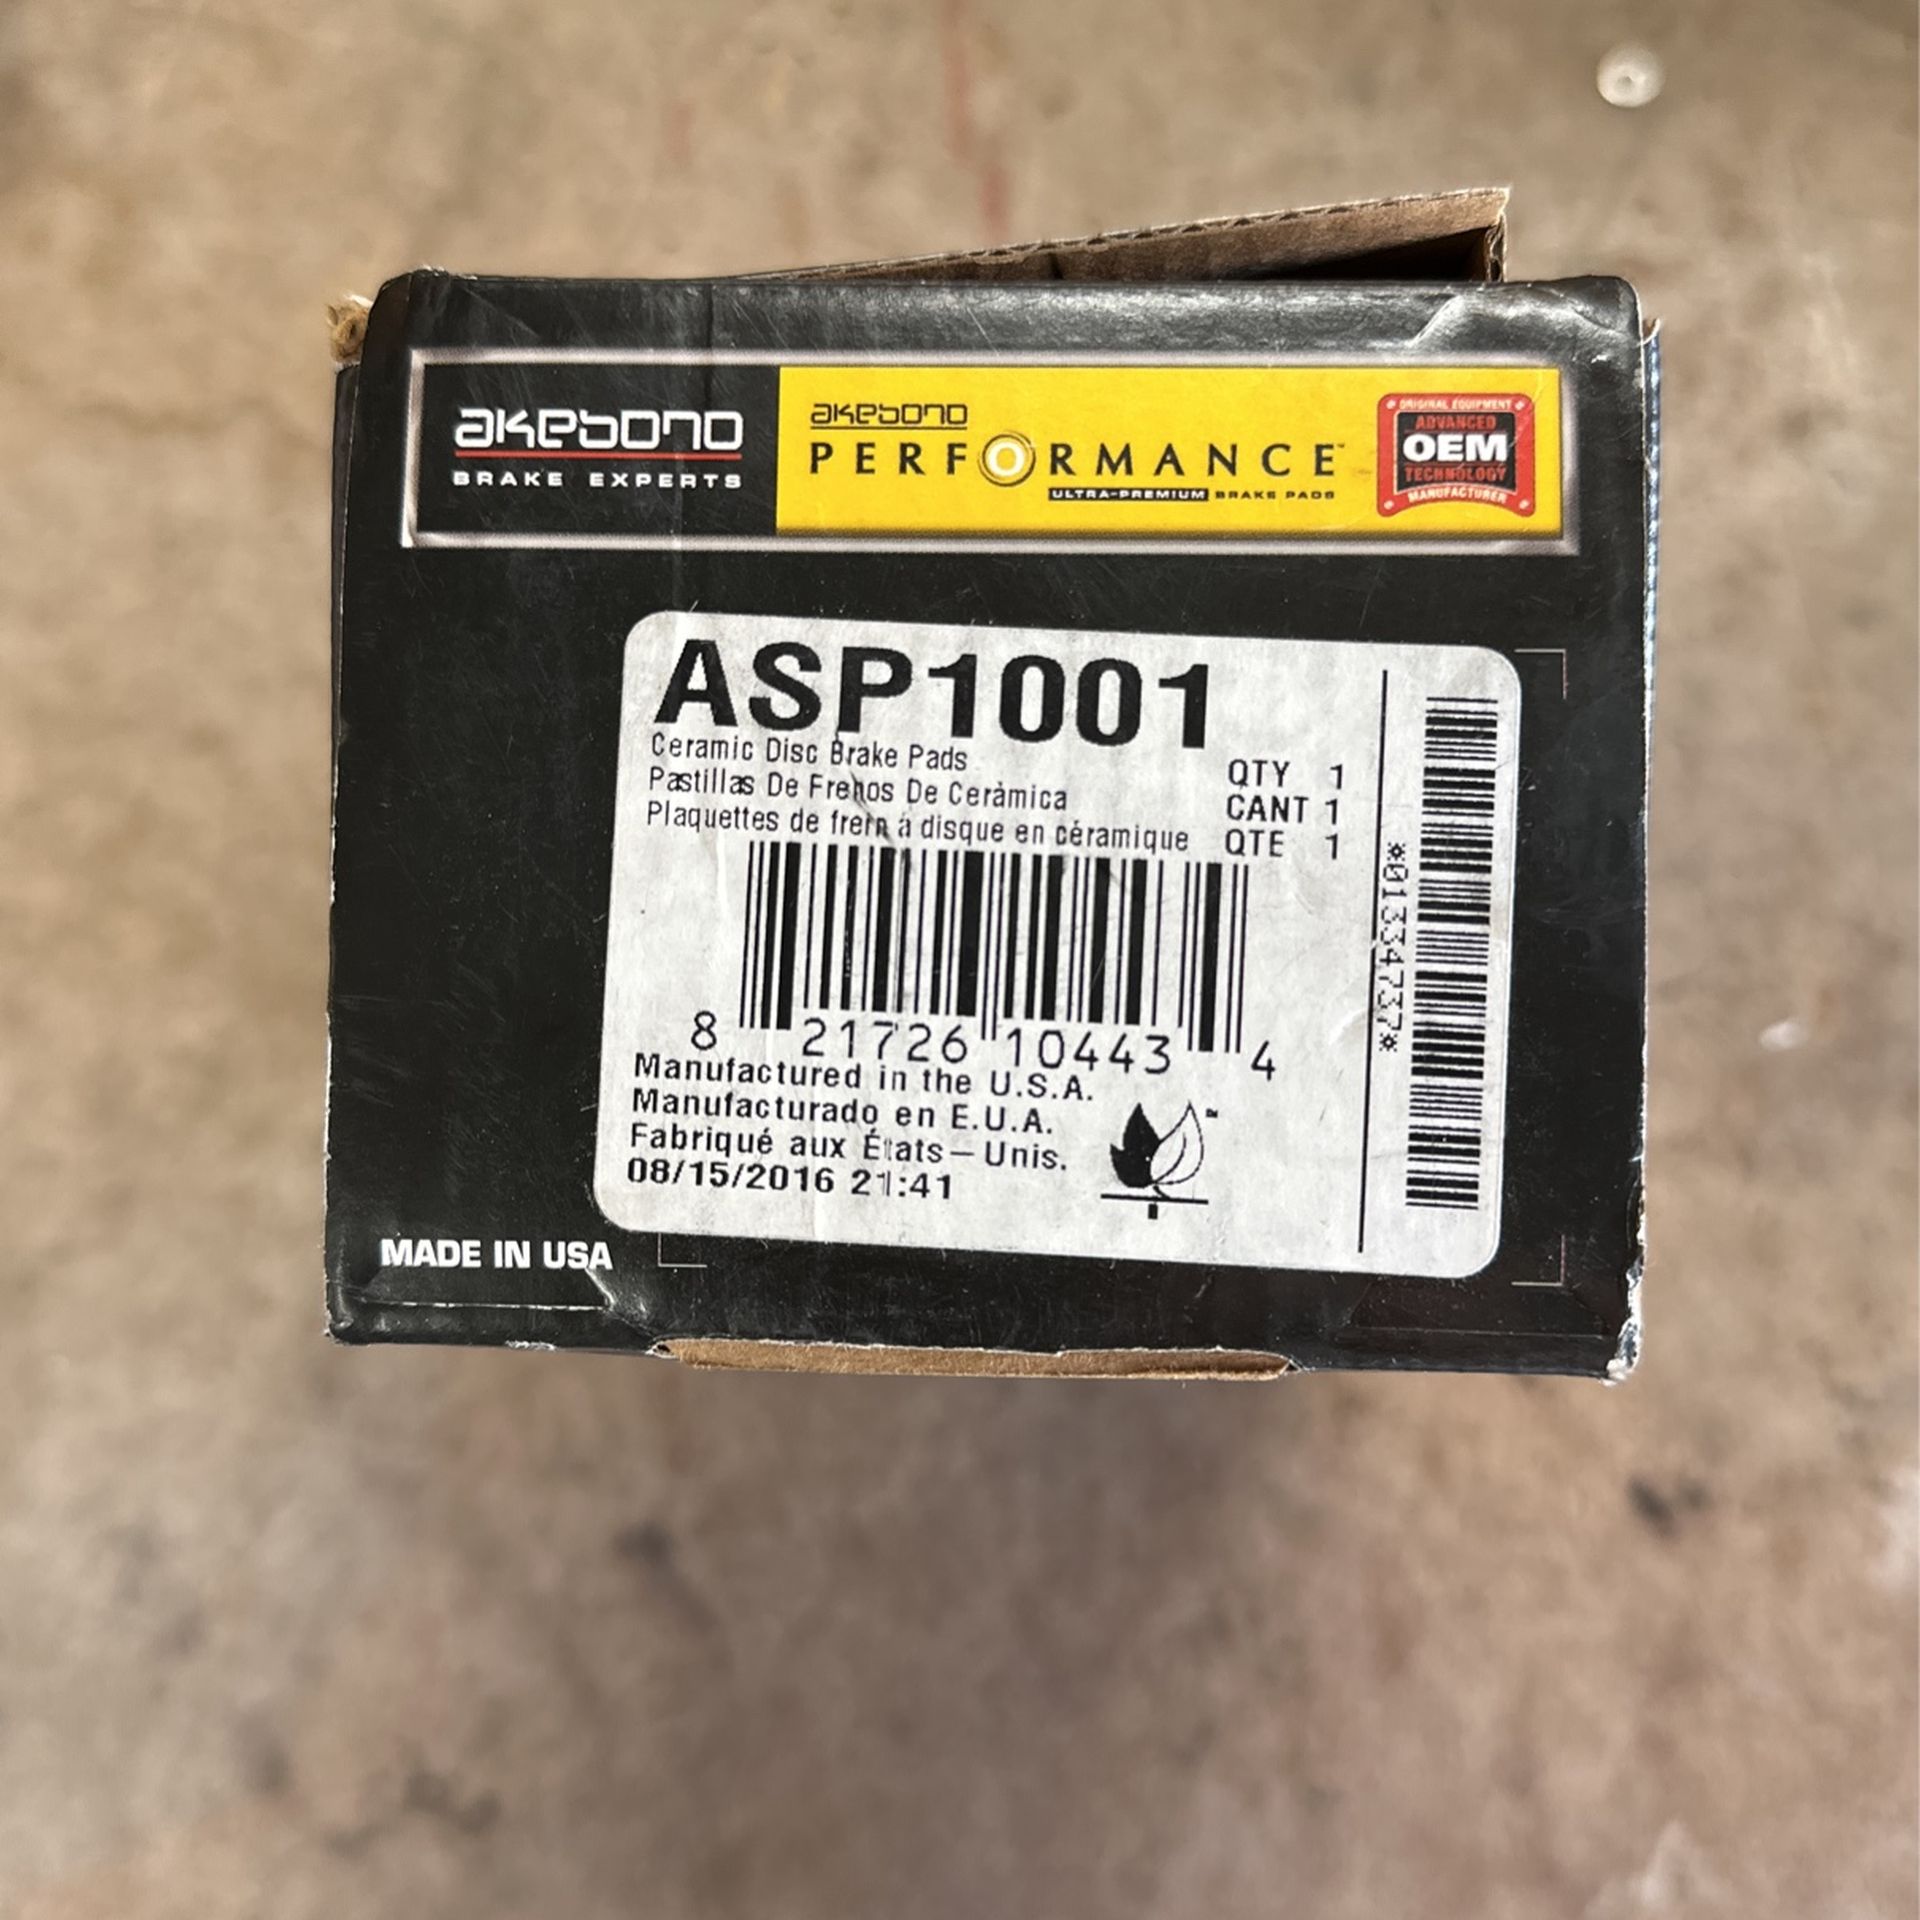 akebono
BRAKE EXPERTS
akebono
PERFORMANCE™
ULTRA-PREMIUM BRAKE PADS
ORIGINAL EQUIPMENT
ADVANCED
OEM
TECHNOLOGY
MANUFACTURER
ASP1001
Ceramic Disc Brake Pads
Pastillas De Frenos De Cerámica
Plaquettes de frein à disque en céramique
QTY 1
CANT 1
QTE 1
8 21726 10443 4
*01334737*
Manufactured in the U.S.A.
Manufacturado en E.U.A.
Fabriqué aux États-Unis.
08/15/2016 21:41
MADE IN USA